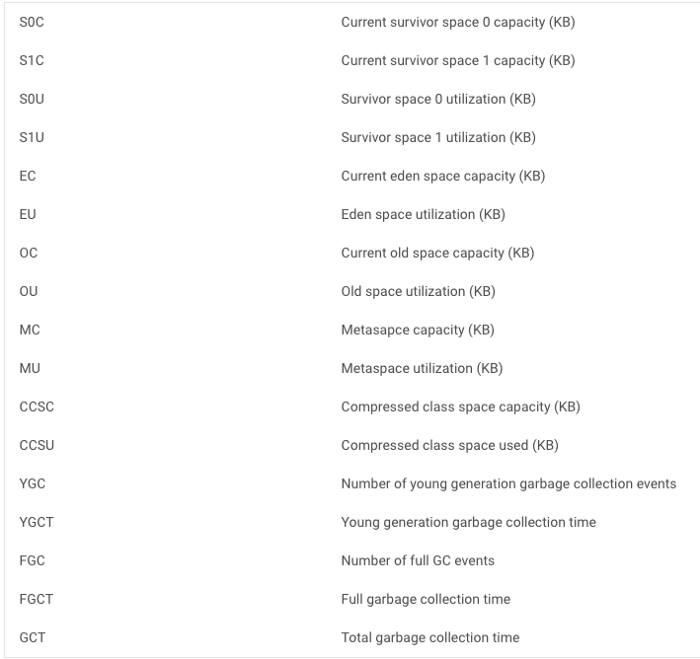 S0C Current survivor space 0 capacity (KB)
S1C Current survivor space 1 capacity (KB)
S0U Survivor space 0 utilization (KB)
S1U Survivor space 1 utilization (KB)
EC Current eden space capacity (KB)
EU Eden space utilization (KB)
OC Current old space capacity (KB)
OU Old space utilization (KB)
MC Metasapce capacity (KB)
MU Metaspace utilization (KB)
CCSC Compressed class space capacity (KB)
CCSU Compressed class space used (KB)
YGC Number of young generation garbage collection events
YGCT Young generation garbage collection time
FGC Number of full GC events
FGCT Full garbage collection time
GCT Total garbage collection time